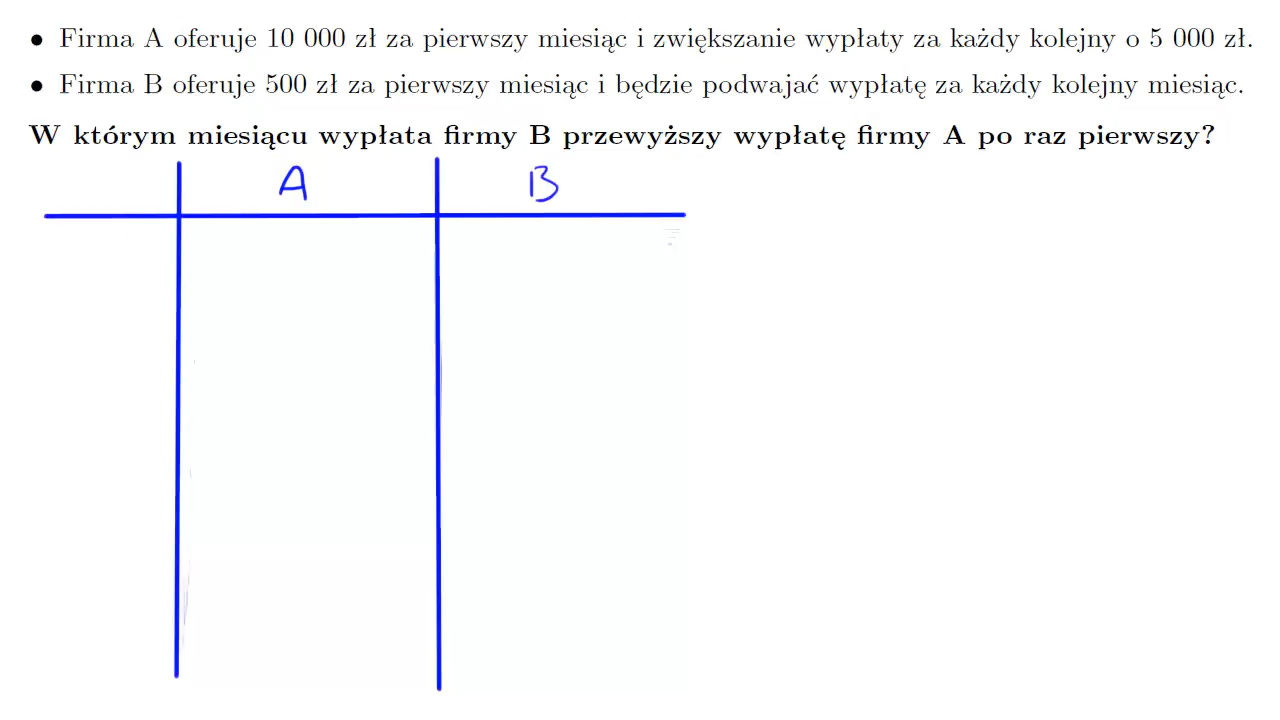 • Firma A oferuje 10 000 zł za pierwszy miesiąc i zwiększanie wypłaty za każdy kolejny o 5 000 zł.
• Firma B oferuje 500 zł za pierwszy miesiąc i będzie podwajać wypłatę za każdy kolejny miesiąc.
W którym miesiącu wypłata firmy B przewyższy wypłatę firmy A po raz pierwszy?
A B